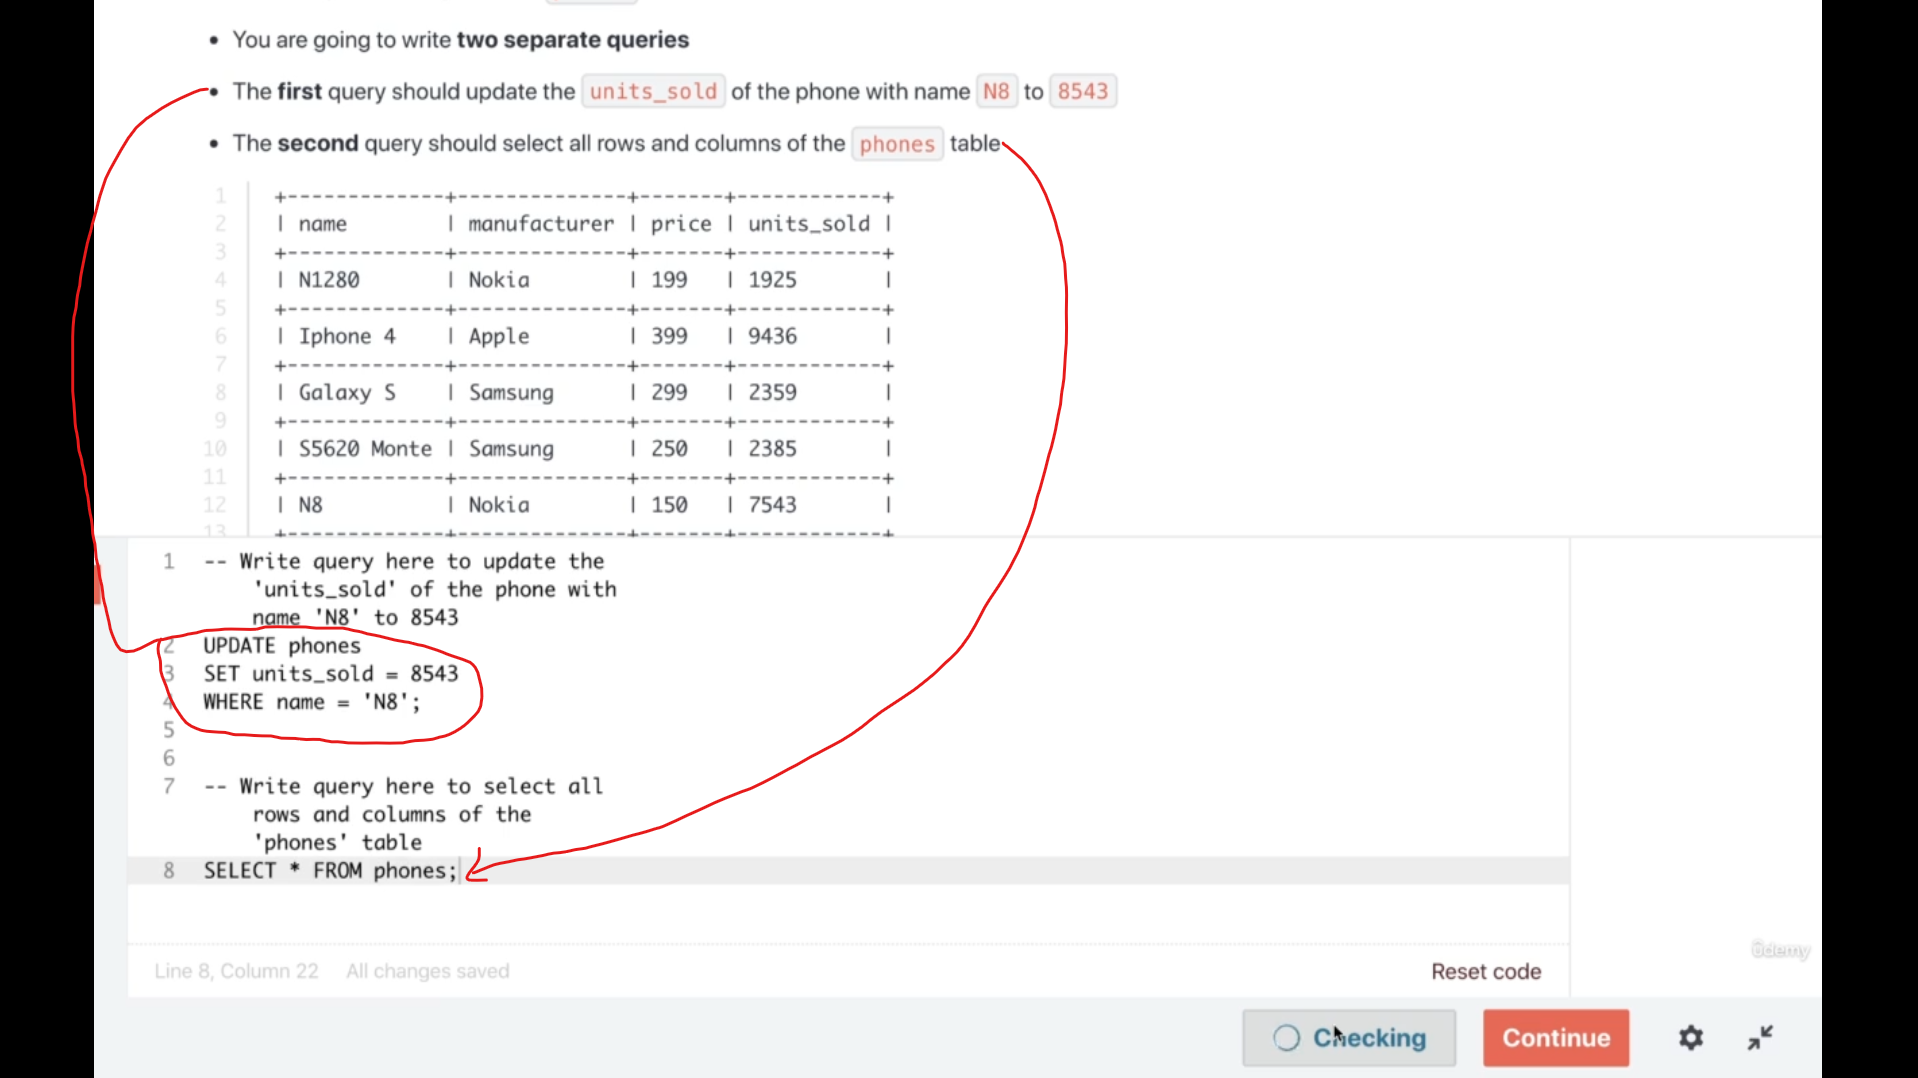 • You are going to write two separate queries
• The first query should update the units_sold of the phone with name N8 to 8543
• The second query should select all rows and columns of the phones table
1 +-------------+--------------+-------+------------+
2 | name | manufacturer | price | units_sold |
3 +-------------+--------------+-------+------------+
4 | N1280 | Nokia | 199 | 1925 |
5 +-------------+--------------+-------+------------+
6 | Iphone 4 | Apple | 399 | 9436 |
7 +-------------+--------------+-------+------------+
8 | Galaxy S | Samsung | 299 | 2359 |
9 +-------------+--------------+-------+------------+
10 | S5620 Monte | Samsung | 250 | 2385 |
11 +-------------+--------------+-------+------------+
12 | N8 | Nokia | 150 | 7543 |
13 +-------------+--------------+-------+------------+
1 -- Write query here to update the
'units_sold' of the phone with
name 'N8' to 8543
2 UPDATE phones
3 SET units_sold = 8543
4 WHERE name = 'N8';
5
6
7 -- Write query here to select all
rows and columns of the
'phones' table
8 SELECT * FROM phones;
Line 8, Column 22 All changes saved
Reset code
ûdemy
Checking
Continue